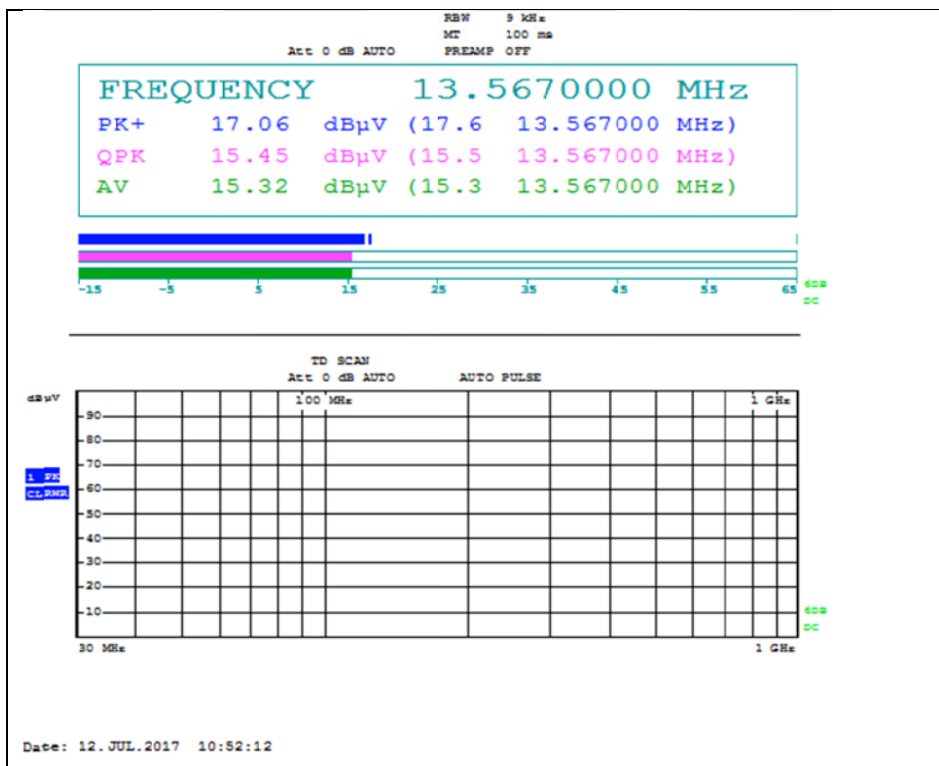 RBW 9 kHz
MT 100 ms
Att 0 dB AUTO PREAMP OFF
FREQUENCY 13.5670000 MHz
PK+ 17.06 dBµV (17.6 13.567000 MHz)
QPK 15.45 dBµV (15.5 13.567000 MHz)
AV 15.32 dBµV (15.3 13.567000 MHz)
-15 -5 5 15 25 35 45 55 65
6DB
DC
TD SCAN
Att 0 dB AUTO AUTO PULSE
dBµV
100 MHz 1 GHz
90
80
70
1 PK
60
CLRWR
50
40
30
20
10
6DB
DC
30 MHz 1 GHz
Date: 12.JUL.2017 10:52:12